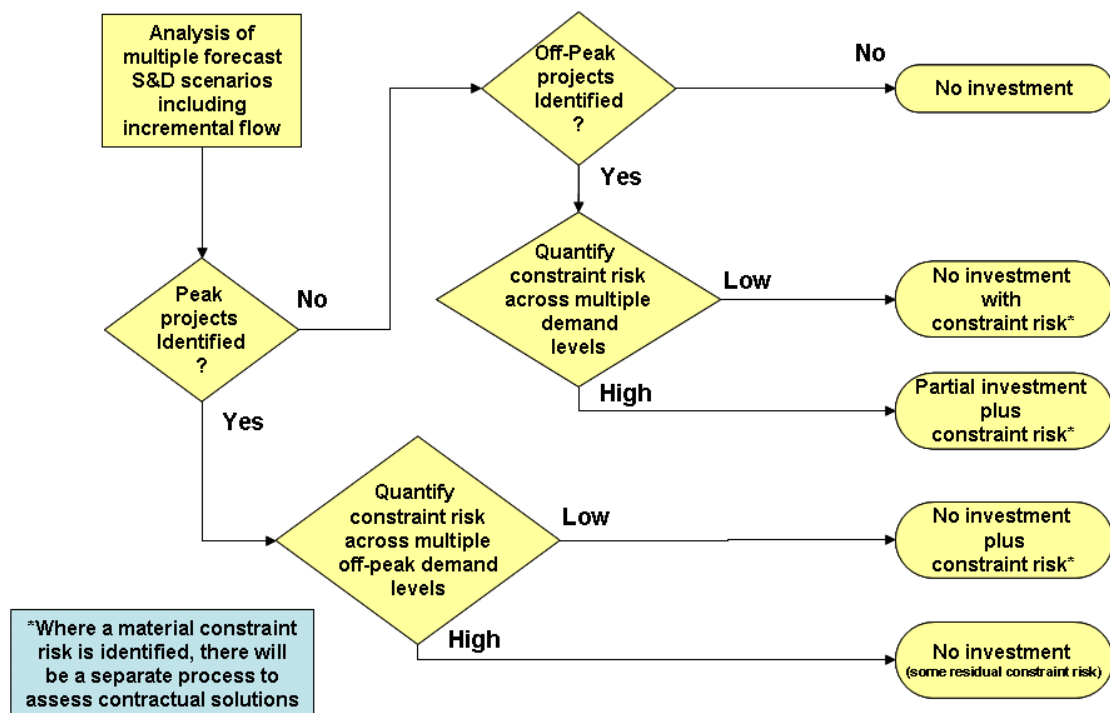 Analysis of
multiple forecast
S&D scenarios
including
incremental flow
Off-Peak
projects
Identified
?
No
No investment
Yes
Quantify
constraint risk
across multiple
demand
levels
Low
No investment
with
constraint risk*
High
Partial investment
plus
constraint risk*
Peak
projects
Identified
?
No
Yes
Quantify
constraint risk
across multiple
off-peak demand
levels
Low
No investment
plus
constraint risk*
High
No investment
(some residual constraint risk)
*Where a material constraint
risk is identified, there will
be a separate process to
assess contractual solutions